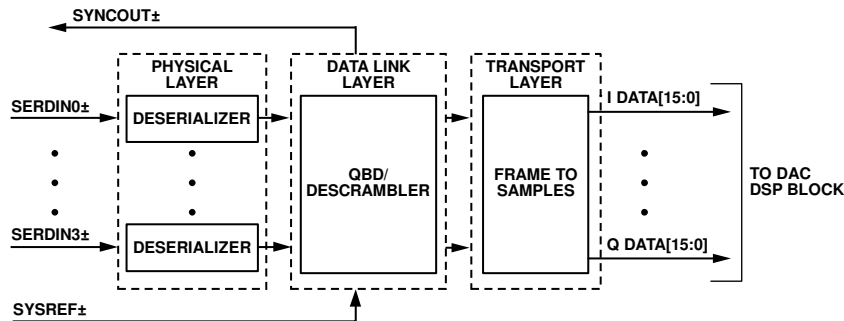 SYNCOUT±
PHYSICAL
LAYER
DATA LINK
LAYER
TRANSPORT
LAYER
SERDIN0±
DESERIALIZER
QBD/
DESCRAMBLER
FRAME TO
SAMPLES
I DATA[15:0]
TO DAC
DSP BLOCK
SERDIN3±
DESERIALIZER
Q DATA[15:0]
SYSREF±